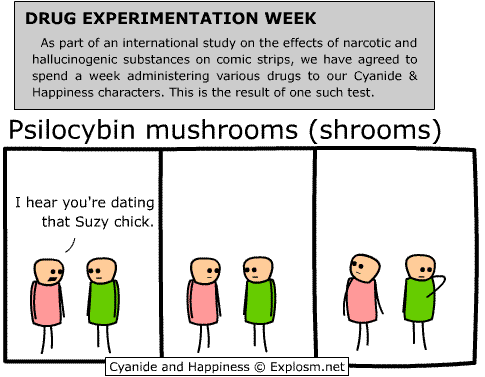 DRUG EXPERIMENTATION WEEK
As part of an international study on the effects of narcotic and
hallucinogenic substances on comic strips, we have agreed to
spend a week administering various drugs to our Cyanide &
Happiness characters. This is the result of one such test.
Psilocybin mushrooms (shrooms)
I hear you're dating
that Suzy chick.
Cyanide and Happiness © Explosm.net